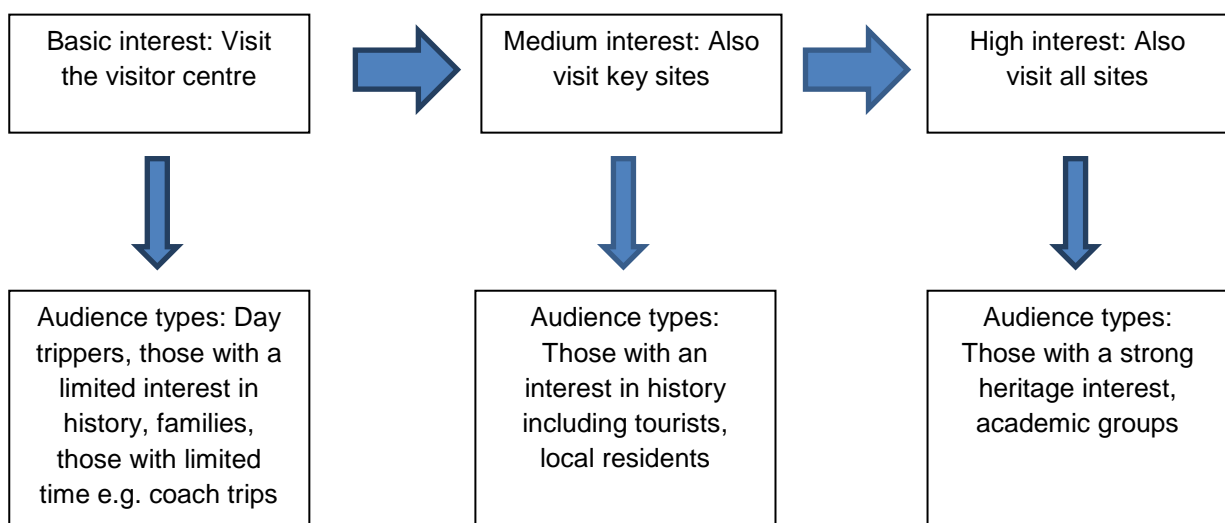 Basic interest: Visit
the visitor centre
Medium interest: Also
visit key sites
High interest: Also
visit all sites
Audience types: Day
trippers, those with a
limited interest in
history, families,
those with limited
time e.g. coach trips
Audience types:
Those with an
interest in history
including tourists,
local residents
Audience types:
Those with a strong
heritage interest,
academic groups